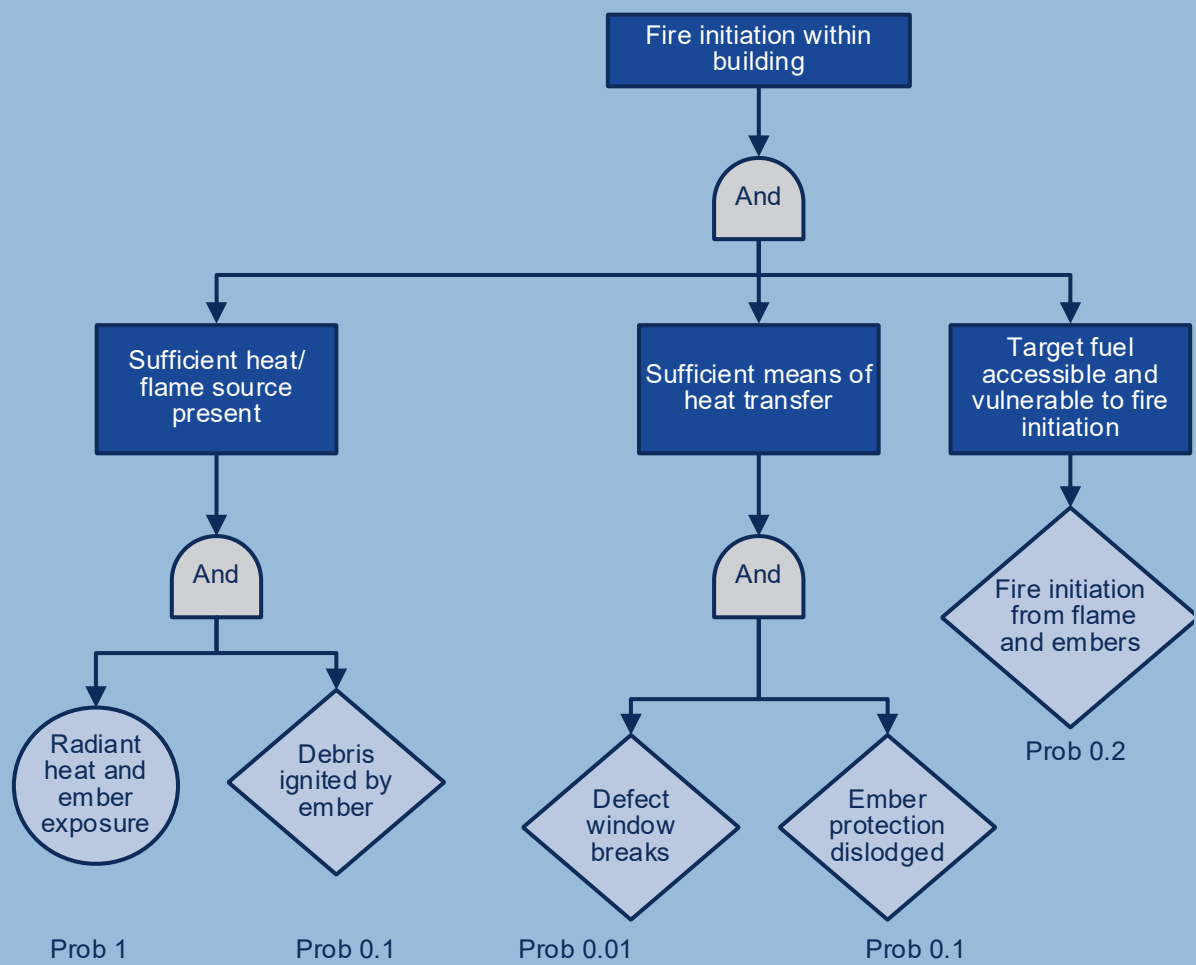 Fire initiation within
building
And
Sufficient heat/
flame source
present
Sufficient means of
heat transfer
Target fuel
accessible and
vulnerable to fire
initiation
And
And
Fire initiation
from flame
and embers
Prob 0.2
Radiant
heat and
ember
exposure
Debris
ignited by
ember
Defect
window
breaks
Ember
protection
dislodged
Prob 1
Prob 0.1
Prob 0.01
Prob 0.1